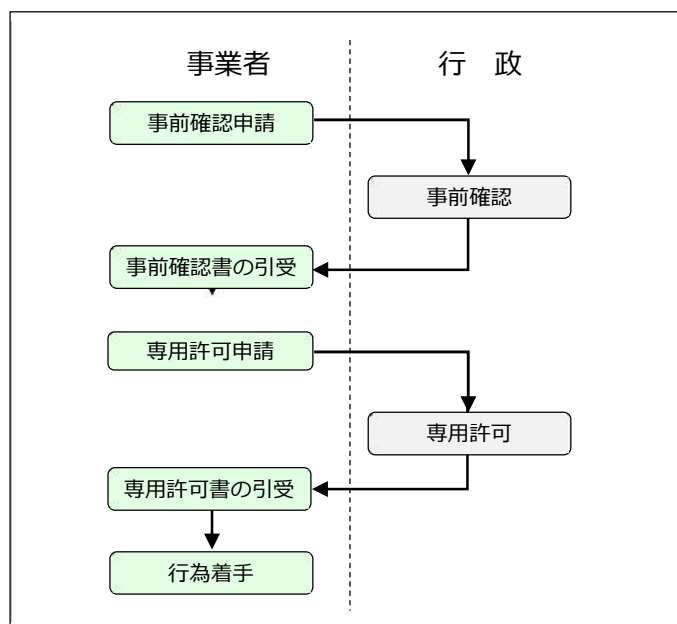 事業者
行　政
事前確認申請
事前確認
事前確認書の引受
専用許可申請
専用許可
専用許可書の引受
行為着手